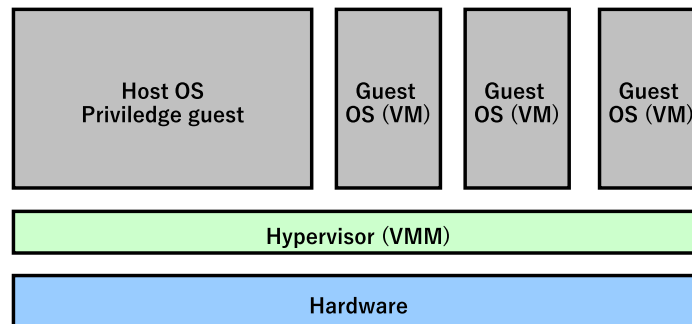 Host OS
Priviledge guest
Guest
OS (VM)
Guest
OS (VM)
Guest
OS (VM)
Hypervisor (VMM)
Hardware